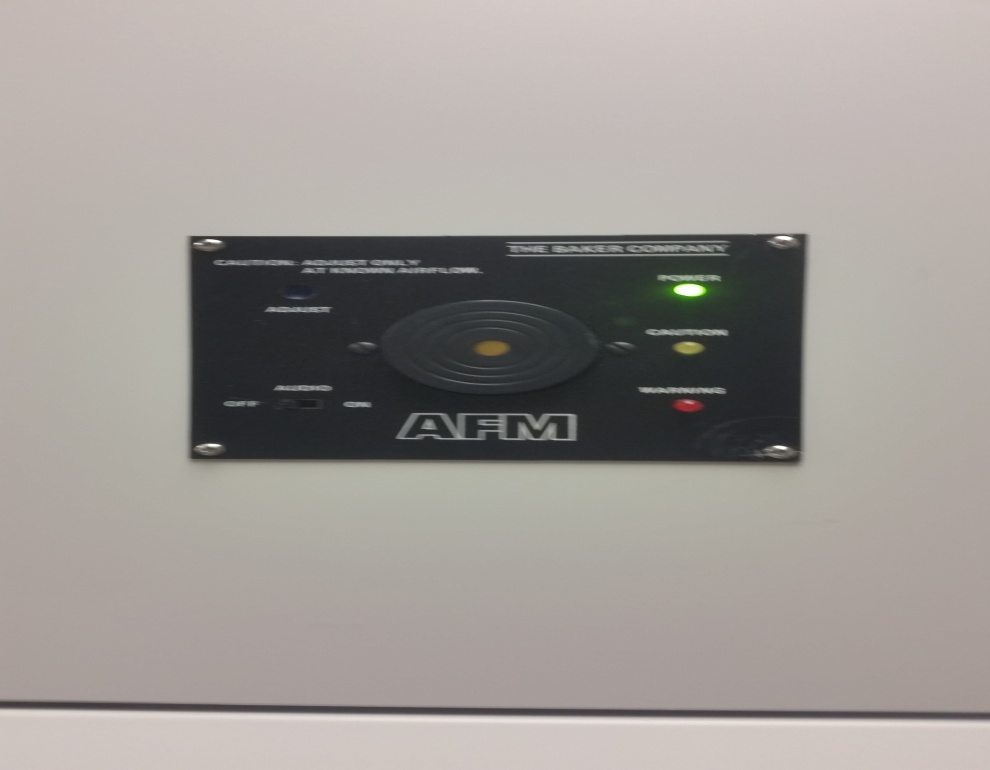 THE BAKER COMPANY
CAUTION: ADJUST ONLY
AT KNOWN AIRFLOW.
POWER
ADJUST
CAUTION
AUDIO
WARNING
OFF ON
AFM